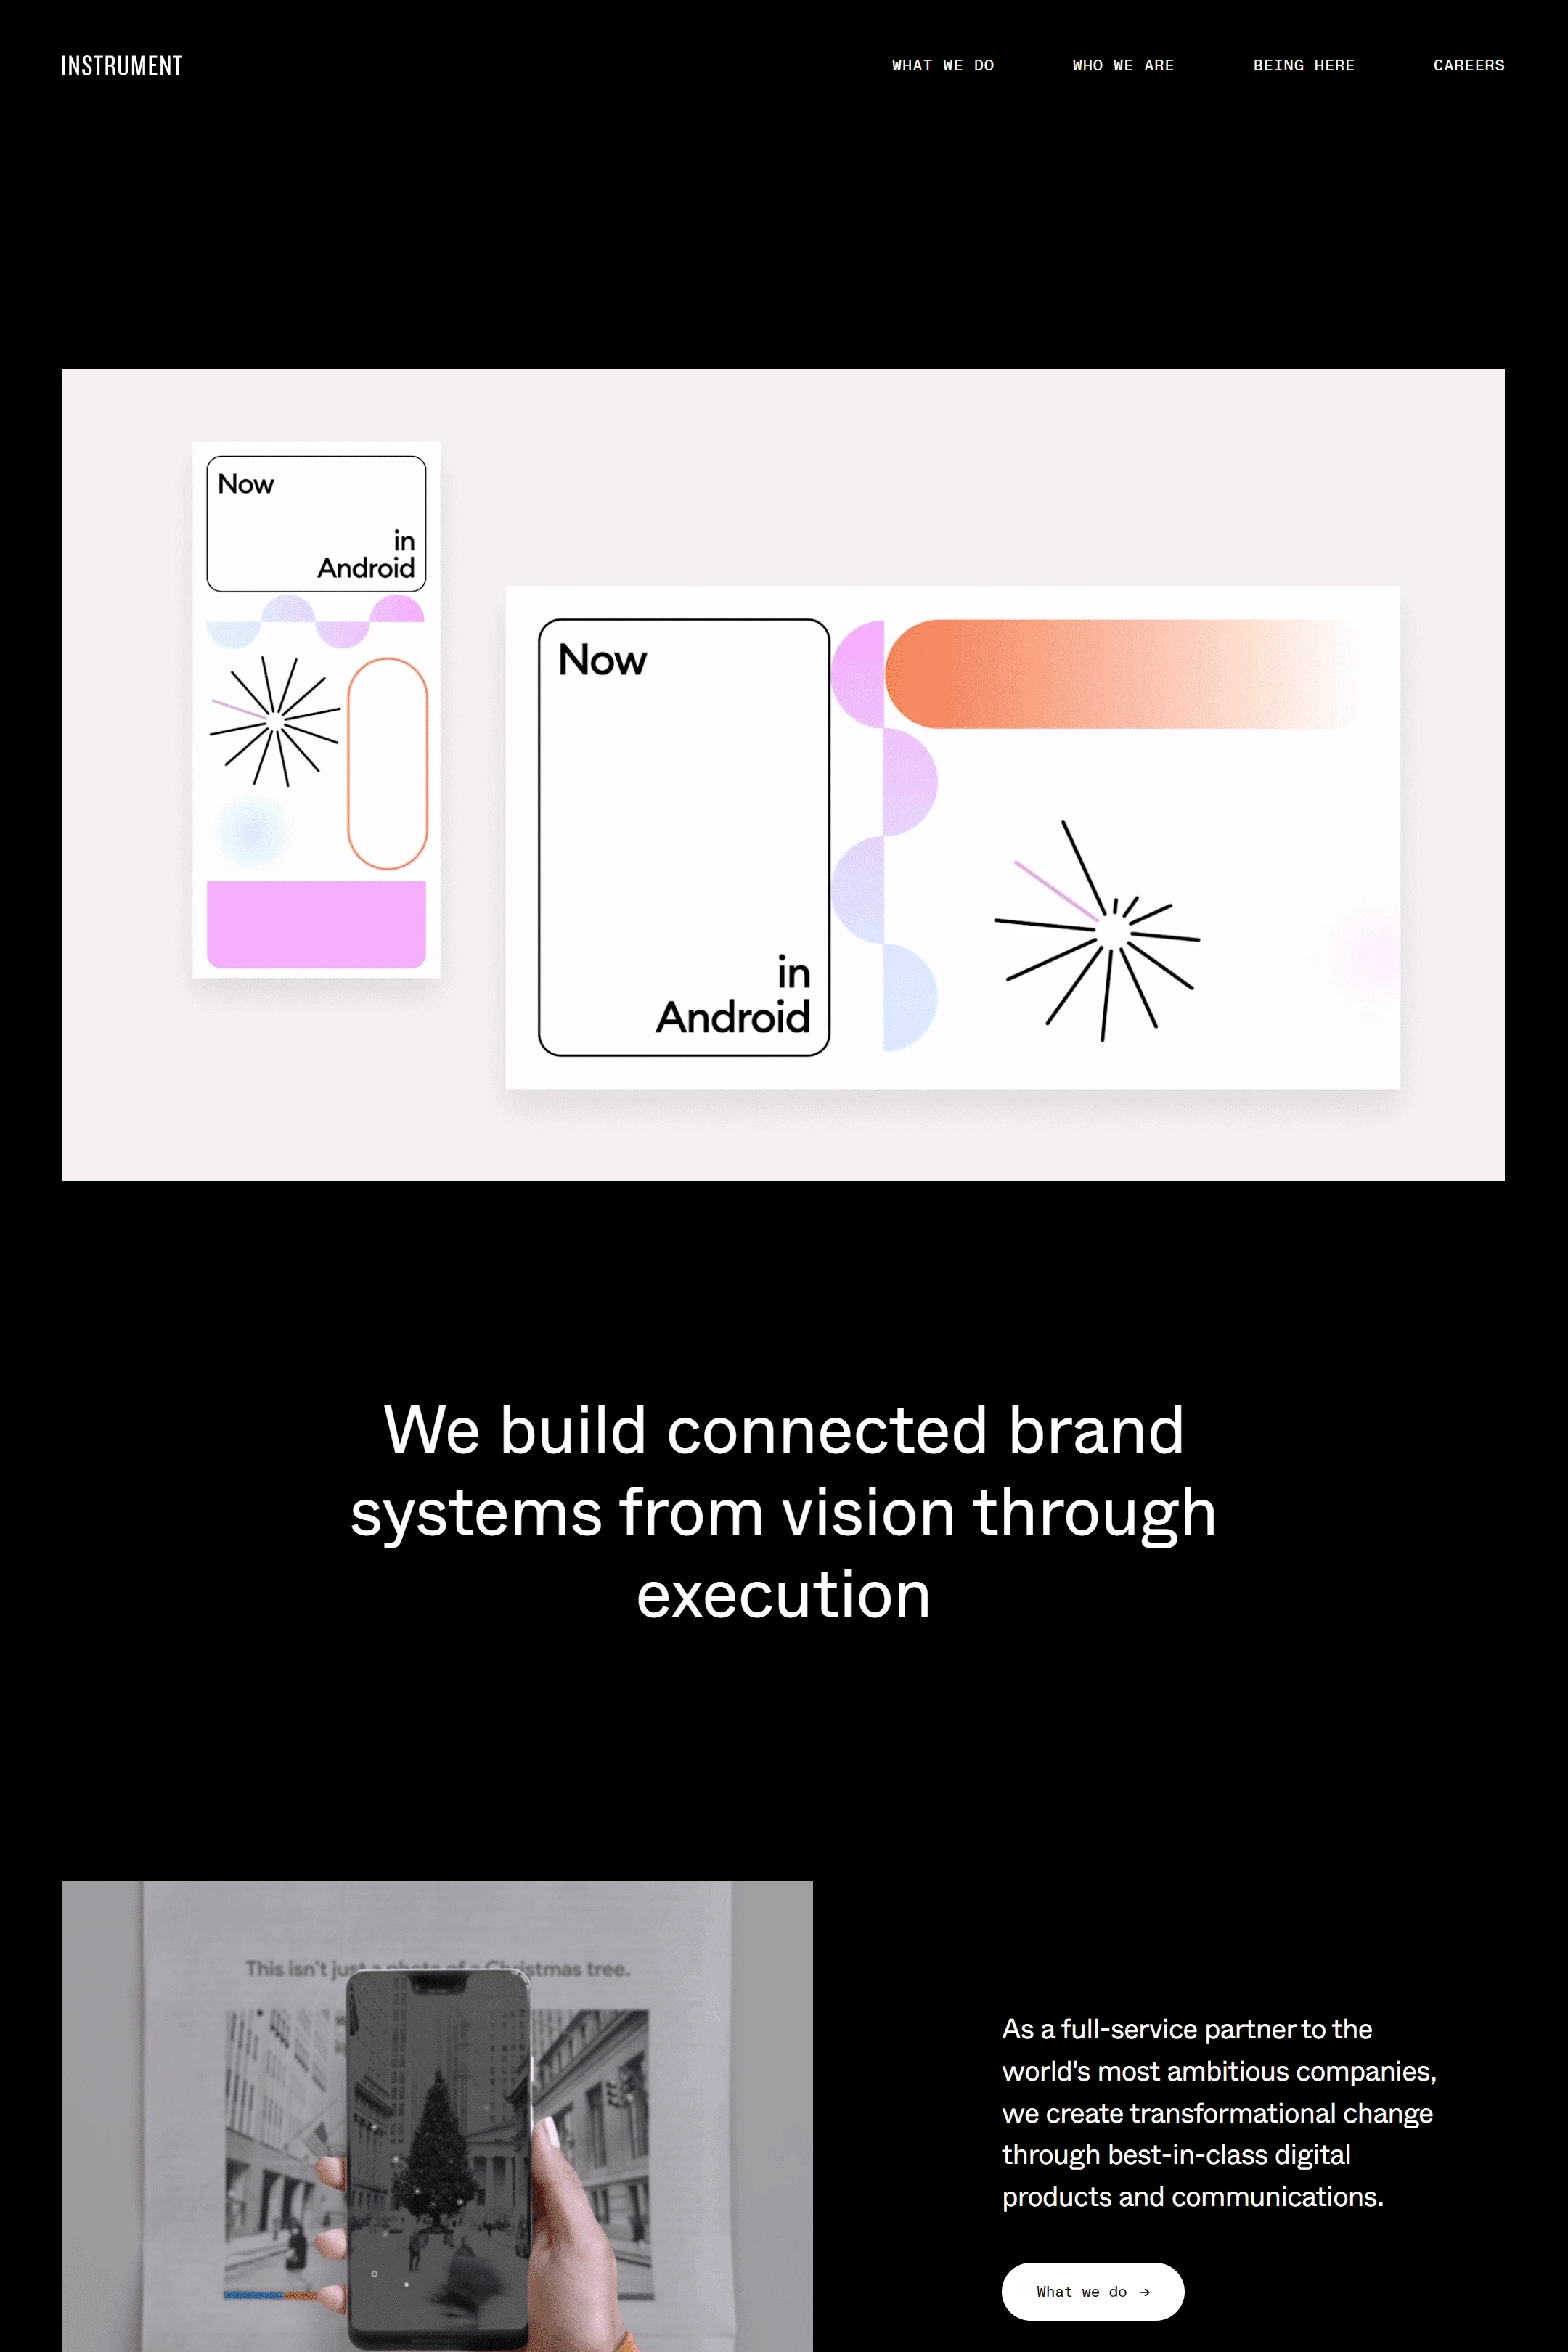 INSTRUMENT
WHAT WE DO
WHO WE ARE
BEING HERE
CAREERS
Now
in
Android
Now
in
Android
We build connected brand
systems from vision through
execution
This isn't just a photo of a Christmas tree.
As a full-service partner to the
world's most ambitious companies,
we create transformational change
through best-in-class digital
products and communications.
What we do →